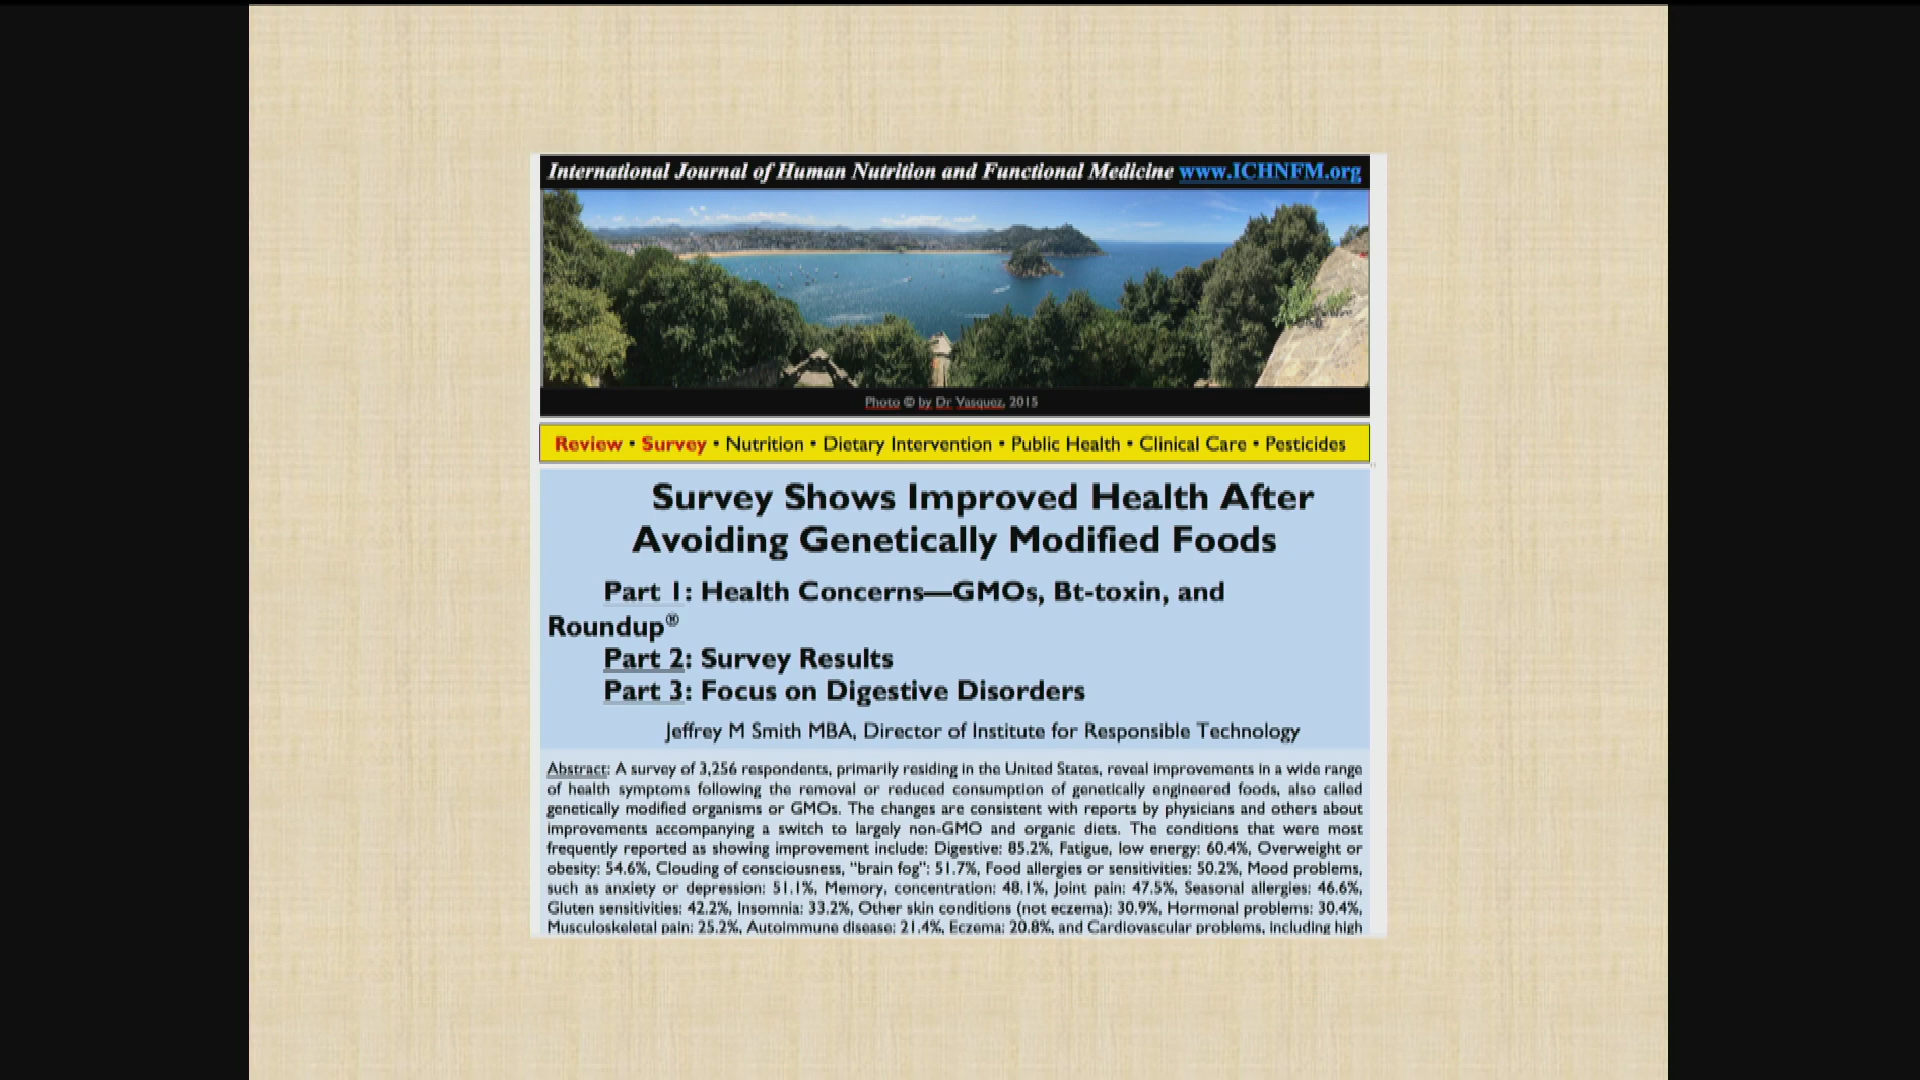 International Journal of Human Nutrition and Functional Medicine www.ICHNFM.org
Photo © by Dr Vasquez, 2015
Review • Survey • Nutrition • Dietary Intervention • Public Health • Clinical Care • Pesticides
Survey Shows Improved Health After
Avoiding Genetically Modified Foods
Part 1: Health Concerns—GMOs, Bt-toxin, and
Roundup®
Part 2: Survey Results
Part 3: Focus on Digestive Disorders
Jeffrey M Smith MBA, Director of Institute for Responsible Technology
Abstract: A survey of 3,256 respondents, primarily residing in the United States, reveal improvements in a wide range
of health symptoms following the removal or reduced consumption of genetically engineered foods, also called
genetically modified organisms or GMOs. The changes are consistent with reports by physicians and others about
improvements accompanying a switch to largely non-GMO and organic diets. The conditions that were most
frequently reported as showing improvement include: Digestive: 85.2%, Fatigue, low energy: 60.4%, Overweight or
obesity: 54.6%, Clouding of consciousness, "brain fog": 51.7%, Food allergies or sensitivities: 50.2%, Mood problems,
such as anxiety or depression: 51.1%, Memory, concentration: 48.1%, Joint pain: 47.5%, Seasonal allergies: 46.6%,
Gluten sensitivities: 42.2%, Insomnia: 33.2%, Other skin conditions (not eczema): 30.9%, Hormonal problems: 30.4%,
Musculoskeletal pain: 25.2%, Autoimmune disease: 21.4%, Eczema: 20.8%, and Cardiovascular problems, including high